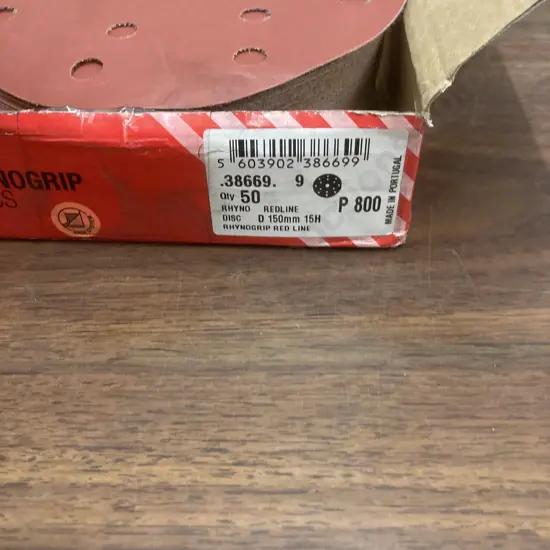 NOGRIP
CS
5 603902 386699
.38669. 9
Qty 50
P 800
RHYNO REDLINE
DISC D 150mm 15H
RHYNOGRIP RED LINE
MADE IN PORTUGAL